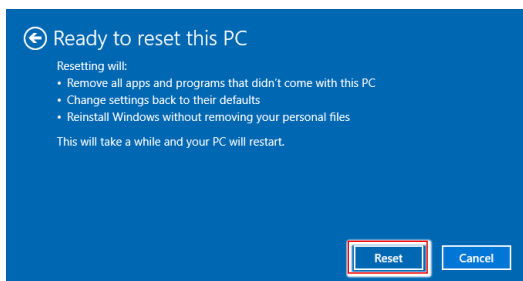 Ready to reset this PC
Resetting will:
• Remove all apps and programs that didn't come with this PC
• Change settings back to their defaults
• Reinstall Windows without removing your personal files
This will take a while and your PC will restart.
Reset Cancel